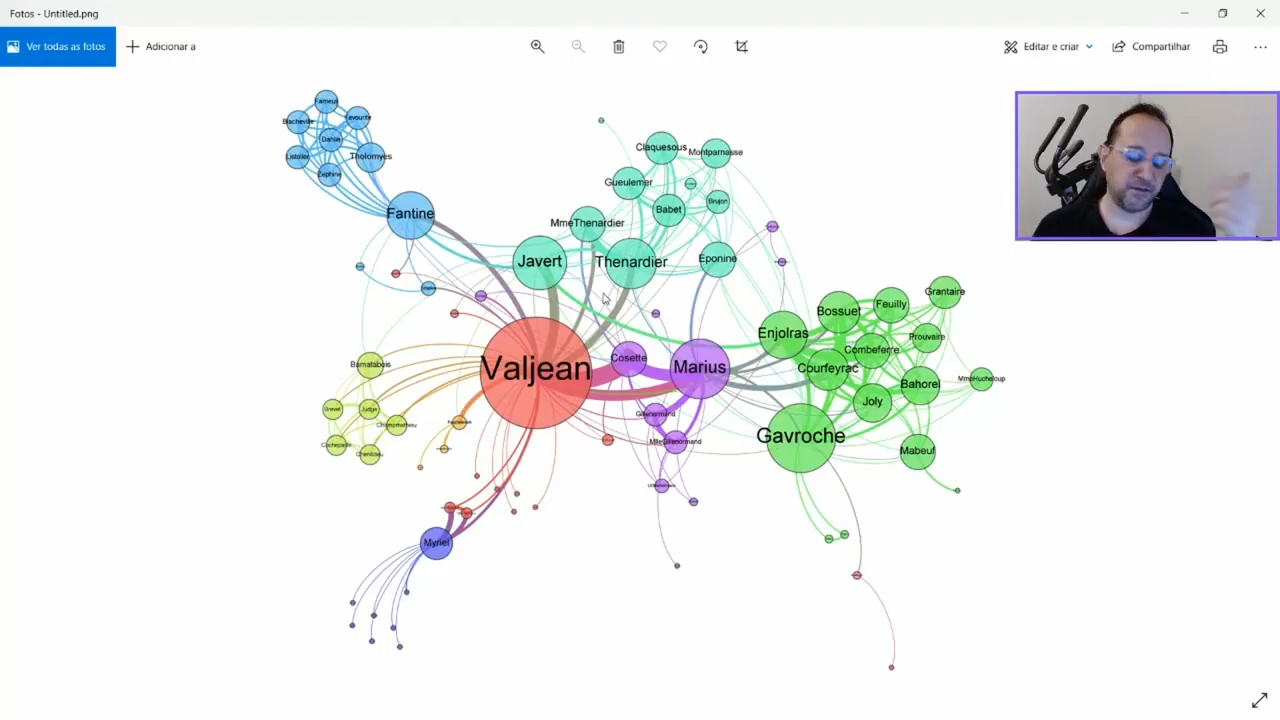 Fotos - Untitled.png
Ver todas as fotos
Adicionar a
Editar e criar
Compartilhar
Fameuil
Blacheville
Favourite
Dahlia
Listolier
Tholomyes
Zephine
Fantine
Claquesous
Montparnasse
Gueulemer
Babet
Brujon
MmeThenardier
Javert
Thenardier
Eponine
Grantaire
Feuilly
Bossuet
Enjolras
Prouvaire
Combeferre
Courfeyrac
MmeHucheloup
Bahorel
Joly
Valjean
Cosette
Marius
Bamatabois
Brevet
Judge
Champmathieu
Cochepaille
Chenildieu
Gillenormand
MlleGillenormand
Gavroche
Mabeuf
Myriel